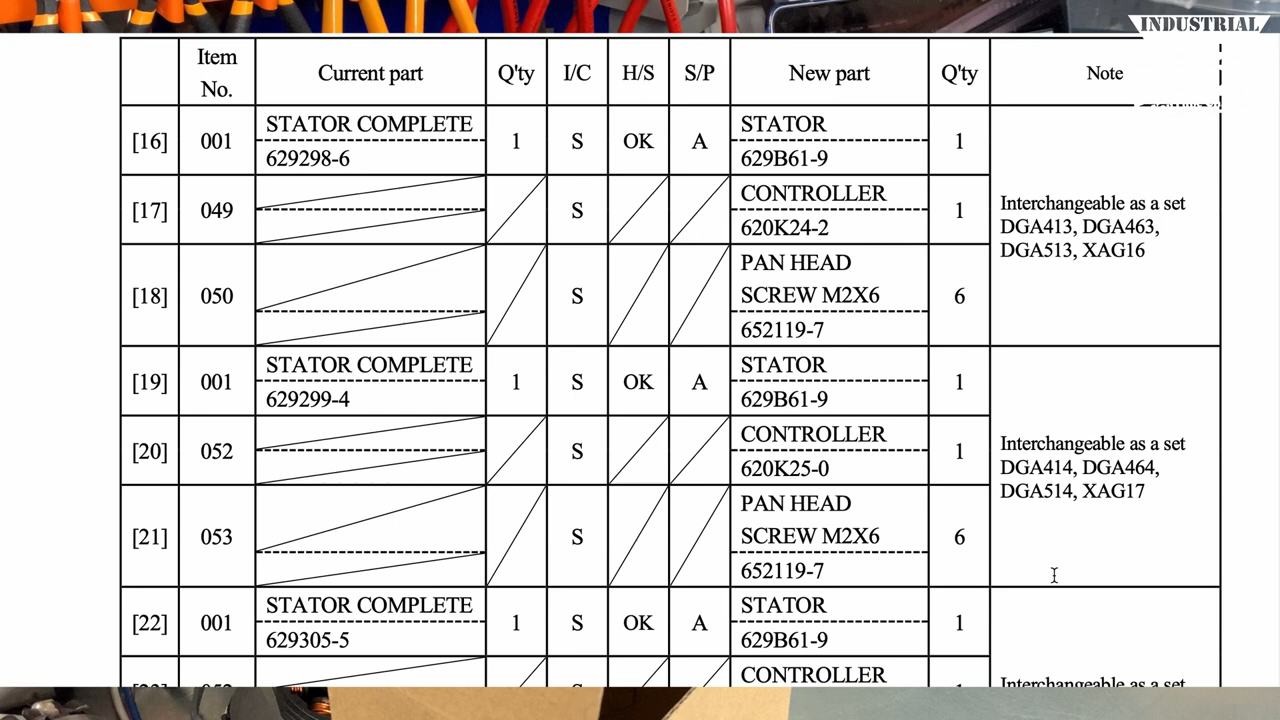 INDUSTRIAL
Item No. Current part Q'ty I/C H/S S/P New part Q'ty Note
[16] 001 STATOR COMPLETE 629298-6 1 S OK A STATOR 629B61-9 1
[17] 049 S CONTROLLER 620K24-2 1
Interchangeable as a set
DGA413, DGA463,
DGA513, XAG16
[18] 050 S PAN HEAD SCREW M2X6 652119-7 6
[19] 001 STATOR COMPLETE 629299-4 1 S OK A STATOR 629B61-9 1
[20] 052 S CONTROLLER 620K25-0 1
Interchangeable as a set
DGA414, DGA464,
DGA514, XAG17
[21] 053 S PAN HEAD SCREW M2X6 652119-7 6
[22] 001 STATOR COMPLETE 629305-5 1 S OK A STATOR 629B61-9 1
CONTROLLER
Interchangeable as a set